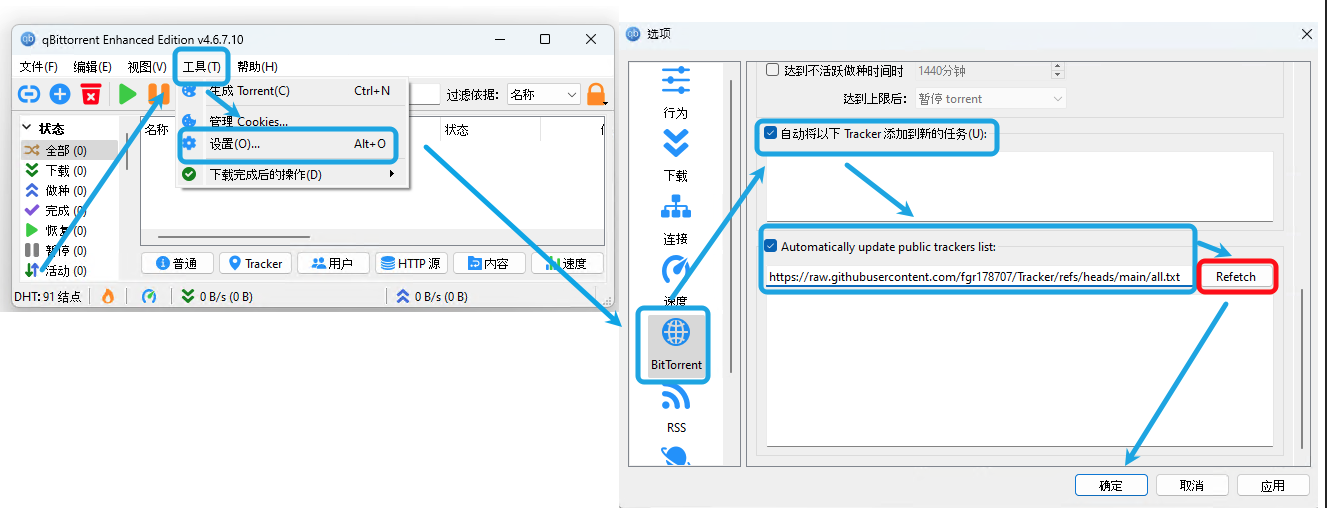 qBittorrent Enhanced Edition v4.6.7.10
文件(F) 编辑(E) 视图(V) 工具(T) 帮助(H)
过滤依据: 名称
生成 Torrent(C) Ctrl+N
管理 Cookies...
设置(O)... Alt+O
下载完成后的操作(D)
状态
全部 (0)
下载 (0)
做种 (0)
完成 (0)
恢复 (0)
暂停 (0)
活动 (0)
名称 状态
普通 Tracker 用户 HTTP 源 内容 速度
DHT: 91 结点 0 B/s (0 B) 0 B/s (0 B)
选项
行为
下载
连接
速度
BitTorrent
RSS
达到不活跃做种时间时 1440分钟
达到上限后: 暂停 torrent
自动将以下 Tracker 添加到新的任务(U):
Automatically update public trackers list:
https://raw.githubusercontent.com/fgr178707/Tracker/refs/heads/main/all.txt Refetch
确定 取消 应用